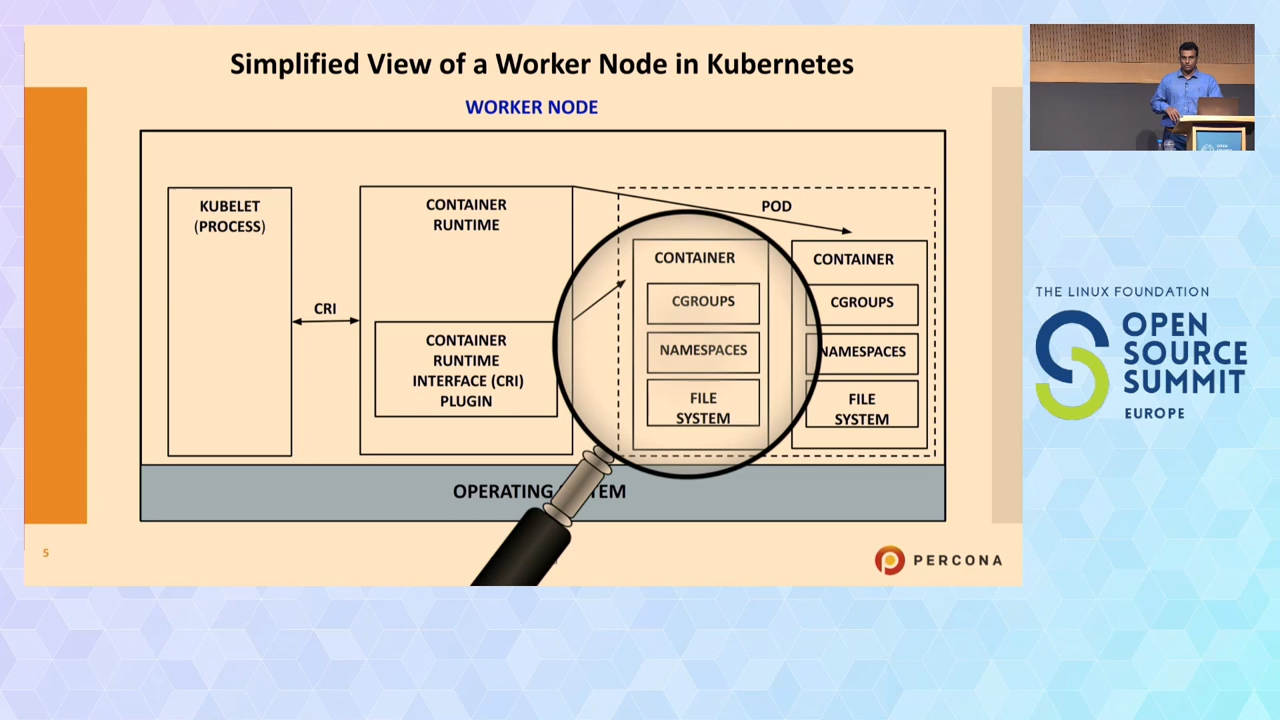 Simplified View of a Worker Node in Kubernetes
WORKER NODE
KUBELET
(PROCESS)
CRI
CONTAINER
RUNTIME
CONTAINER
RUNTIME
INTERFACE (CRI)
PLUGIN
POD
CONTAINER
CGROUPS
NAMESPACES
FILE
SYSTEM
CONTAINER
CGROUPS
NAMESPACES
FILE
SYSTEM
OPERATING TEM
5
PERCONA
THE LINUX FOUNDATION
OPEN
SOURCE
SUMMIT
EUROPE